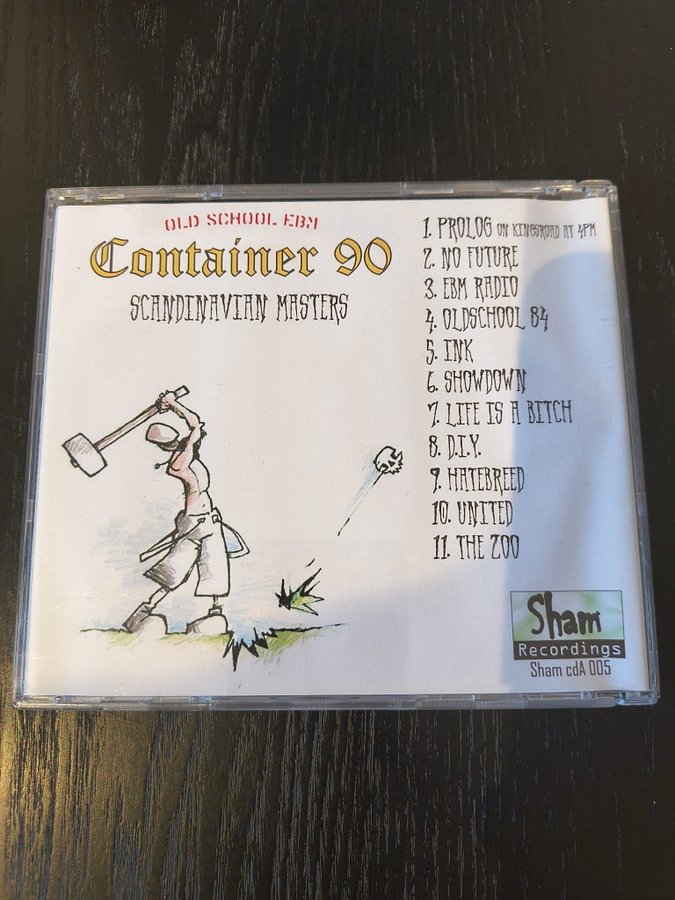 OLD SCHOOL EBM
Container 90
SCANDINAVIAN MASTERS
1. PROLOG ON KINGSROAD AT 4PM
2. NO FUTURE
3. EBM RADIO
4. OLDSCHOOL 84
5. INK
6. SHOWDOWN
7. LIFE IS A BITCH
8. D.I.Y.
9. HATEBREED
10. UNITED
11. THE ZOO
Sham
Recordings
Sham cdA 005